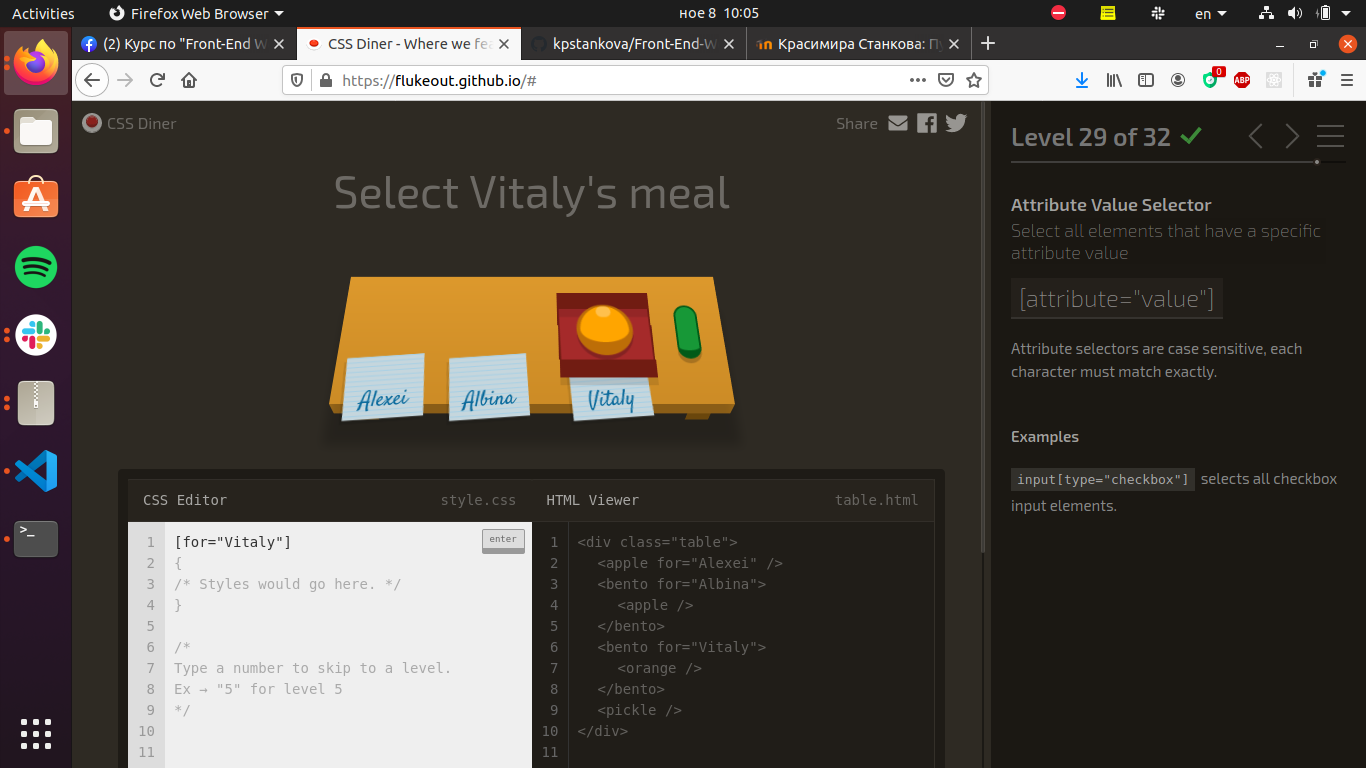 Activities
Firefox Web Browser
ное 8 10:05
en
(2) Курс по "Front-End W
CSS Diner - Where we fea
kpstankova/Front-End-W
Красимира Станкова: П
https://flukeout.github.io/#
0
ABP
CSS Diner
Share
Select Vitaly's meal
Alexei
Albina
Vitaly
CSS Editor
style.css
HTML Viewer
table.html
enter
1 [for="Vitaly"]
2 {
3 /* Styles would go here. */
4 }
5
6 /*
7 Type a number to skip to a level.
8 Ex → "5" for level 5
9 */
10
11
1 <div class="table">
2 <apple for="Alexei" />
3 <bento for="Albina">
4 <apple />
5 </bento>
6 <bento for="Vitaly">
7 <orange />
8 </bento>
9 <pickle />
10 </div>
11
Level 29 of 32
Attribute Value Selector
Select all elements that have a specific
attribute value
[attribute="value"]
Attribute selectors are case sensitive, each
character must match exactly.
Examples
input[type="checkbox"] selects all checkbox
input elements.